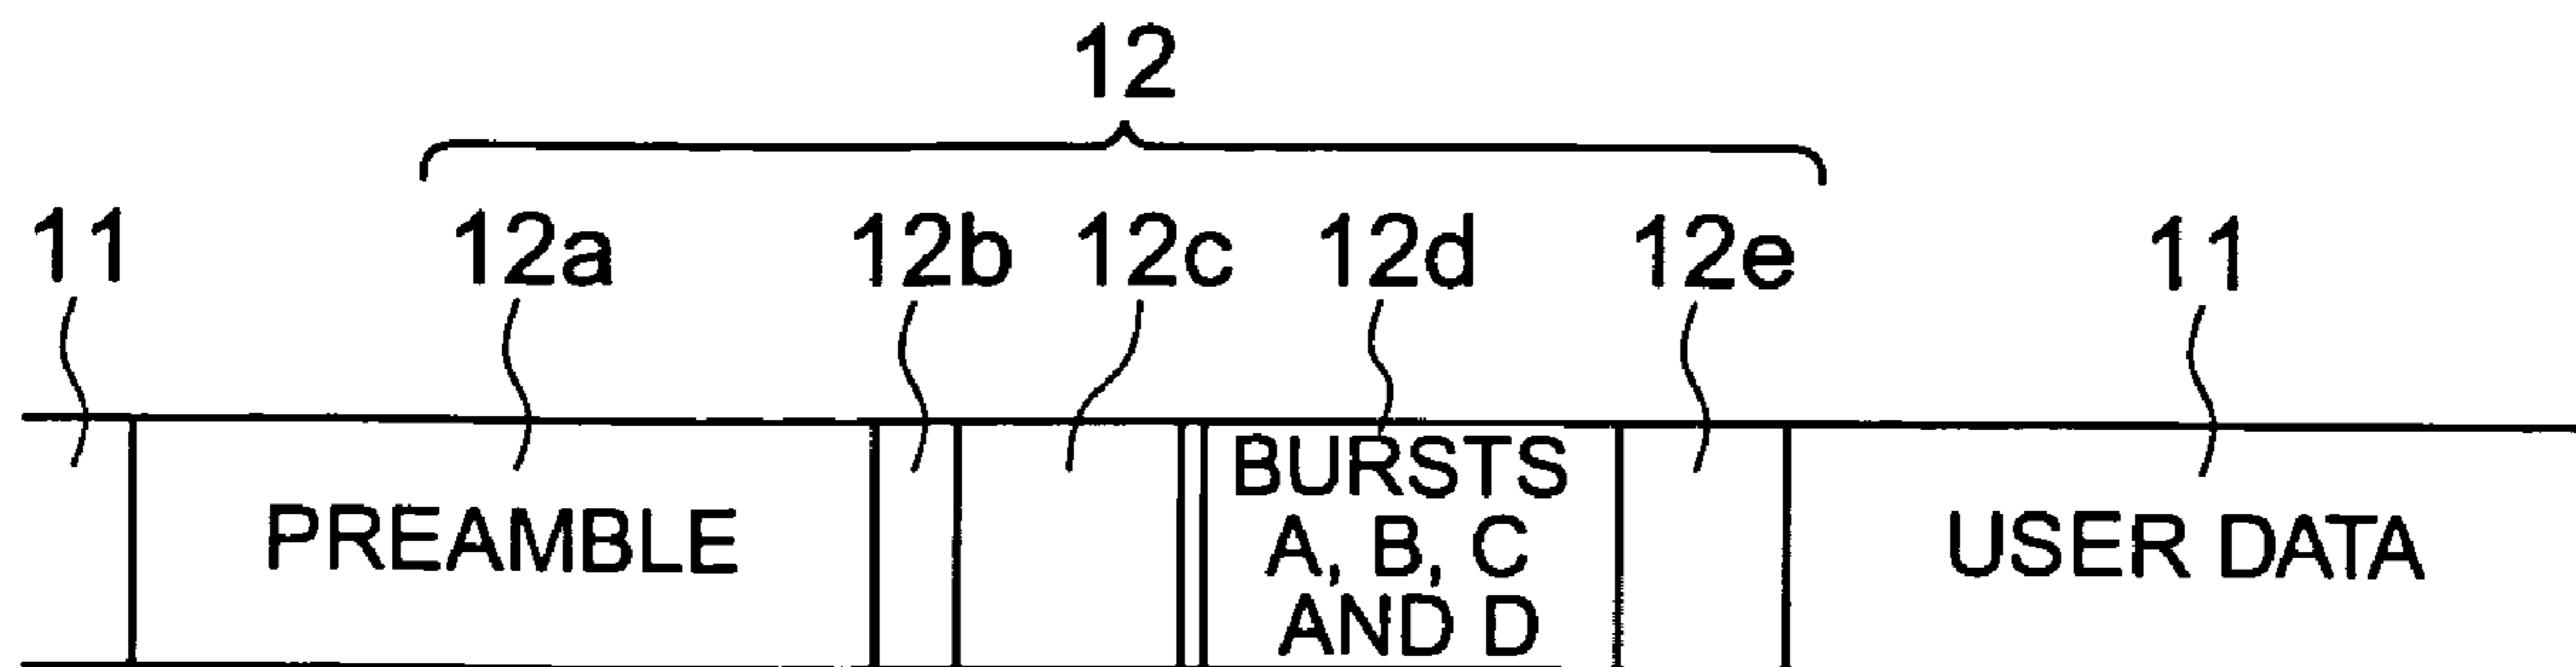 12
11 12a 12b 12c 12d 12e 11
PREAMBLE
BURSTS
A, B, C
AND D
USER DATA